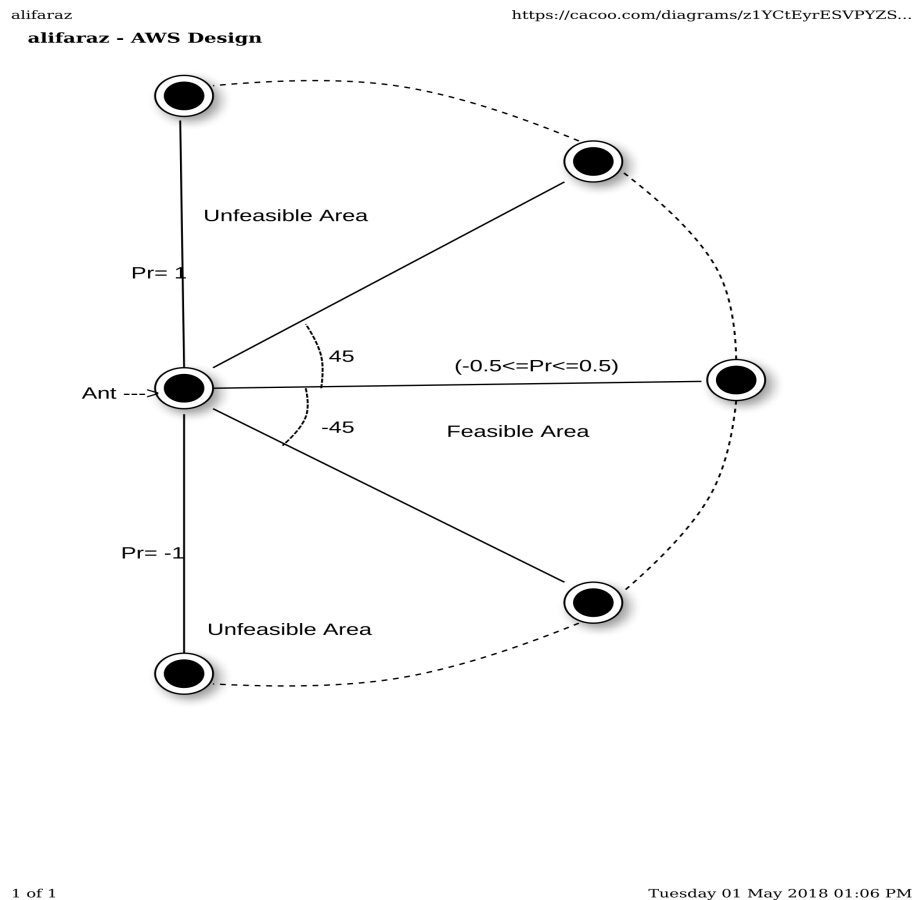 alifaraz https://cacoo.com/diagrams/z1YCtEyrESVPYZS...
alifaraz - AWS Design
Unfeasible Area
Pr= 1
45
(-0.5<=Pr<=0.5)
Ant --->
-45
Feasible Area
Pr= -1
Unfeasible Area
1 of 1 Tuesday 01 May 2018 01:06 PM